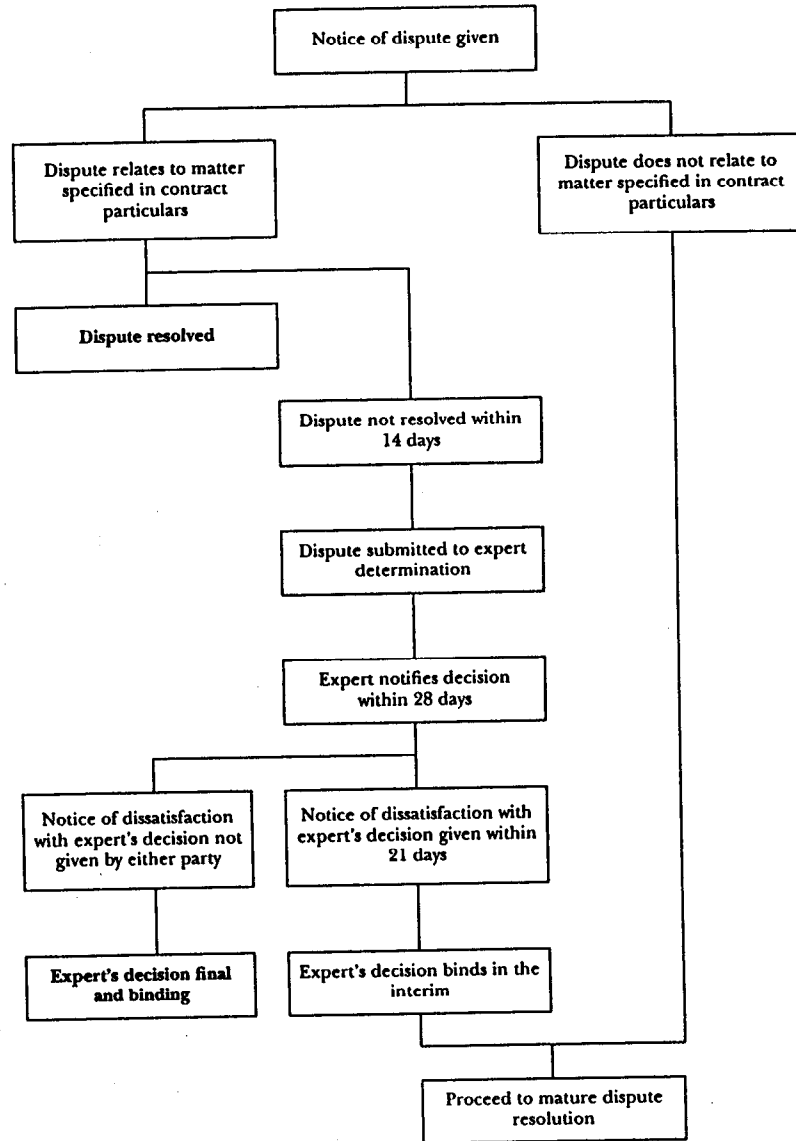 Notice of dispute given
Dispute relates to matter
specified in contract
particulars
Dispute does not relate to
matter specified in contract
particulars
Dispute resolved
Dispute not resolved within
14 days
Dispute submitted to expert
determination
Expert notifies decision
within 28 days
Notice of dissatisfaction
with expert's decision not
given by either party
Notice of dissatisfaction with
expert's decision given within
21 days
Expert's decision final
and binding
Expert's decision binds in the
interim
Proceed to mature dispute
resolution